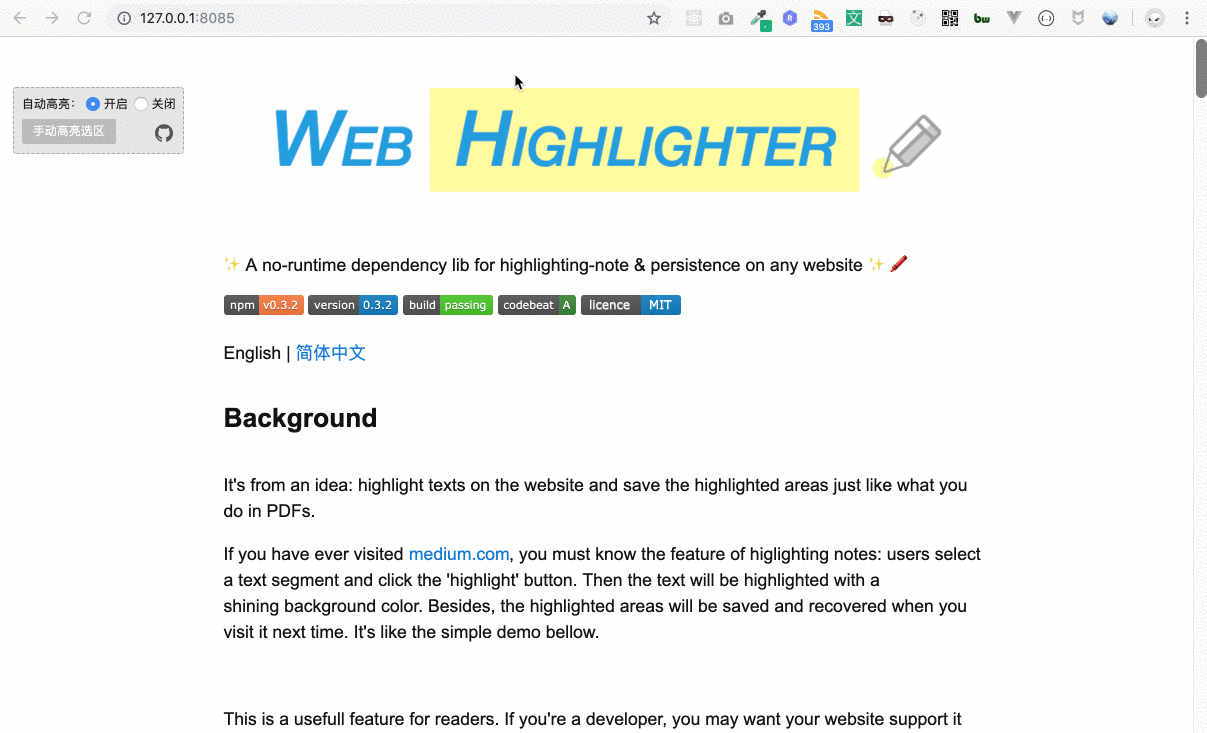 127.0.0.1:8085
393
bw
自动高亮： 开启 关闭
手动高亮选区
WEB HIGHLIGHTER
✨ A no-runtime dependency lib for highlighting-note & persistence on any website ✨ 🖍️
npm v0.3.2 version 0.3.2 build passing codebeat A licence MIT
English | 简体中文
Background
It's from an idea: highlight texts on the website and save the highlighted areas just like what you
do in PDFs.
If you have ever visited medium.com, you must know the feature of higlighting notes: users select
a text segment and click the 'highlight' button. Then the text will be highlighted with a
shining background color. Besides, the highlighted areas will be saved and recovered when you
visit it next time. It's like the simple demo bellow.
This is a usefull feature for readers. If you're a developer, you may want your website support it